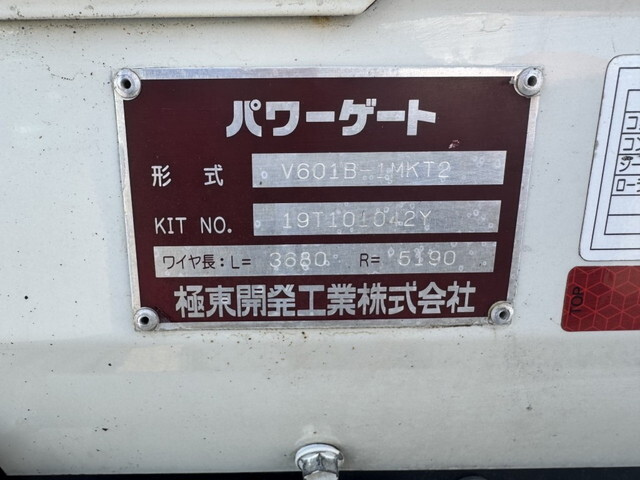 パワーゲート
形式 V601B-1MKT2
KIT NO. 19T101042Y
ワイヤ長:L= 3680 R= 5190
極東開発工業株式会社
TOP